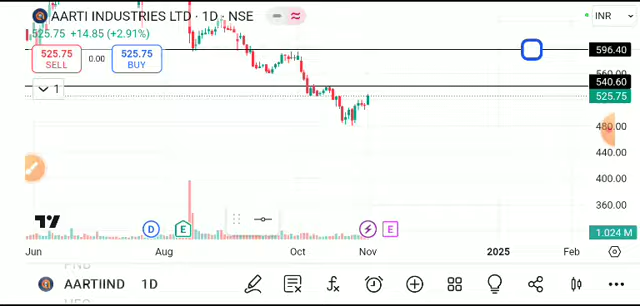 AARTI INDUSTRIES LTD · 1D · NSE
INR
525.75 +14.85 (+2.91%)
525.75 SELL
0.00
525.75 BUY
596.40
560.00
540.60
525.75
1
480.00
440.00
400.00
360.00
D
E
E
1.024 M
Jun
Aug
Oct
Nov
2025
Feb
AARTIIND 1D